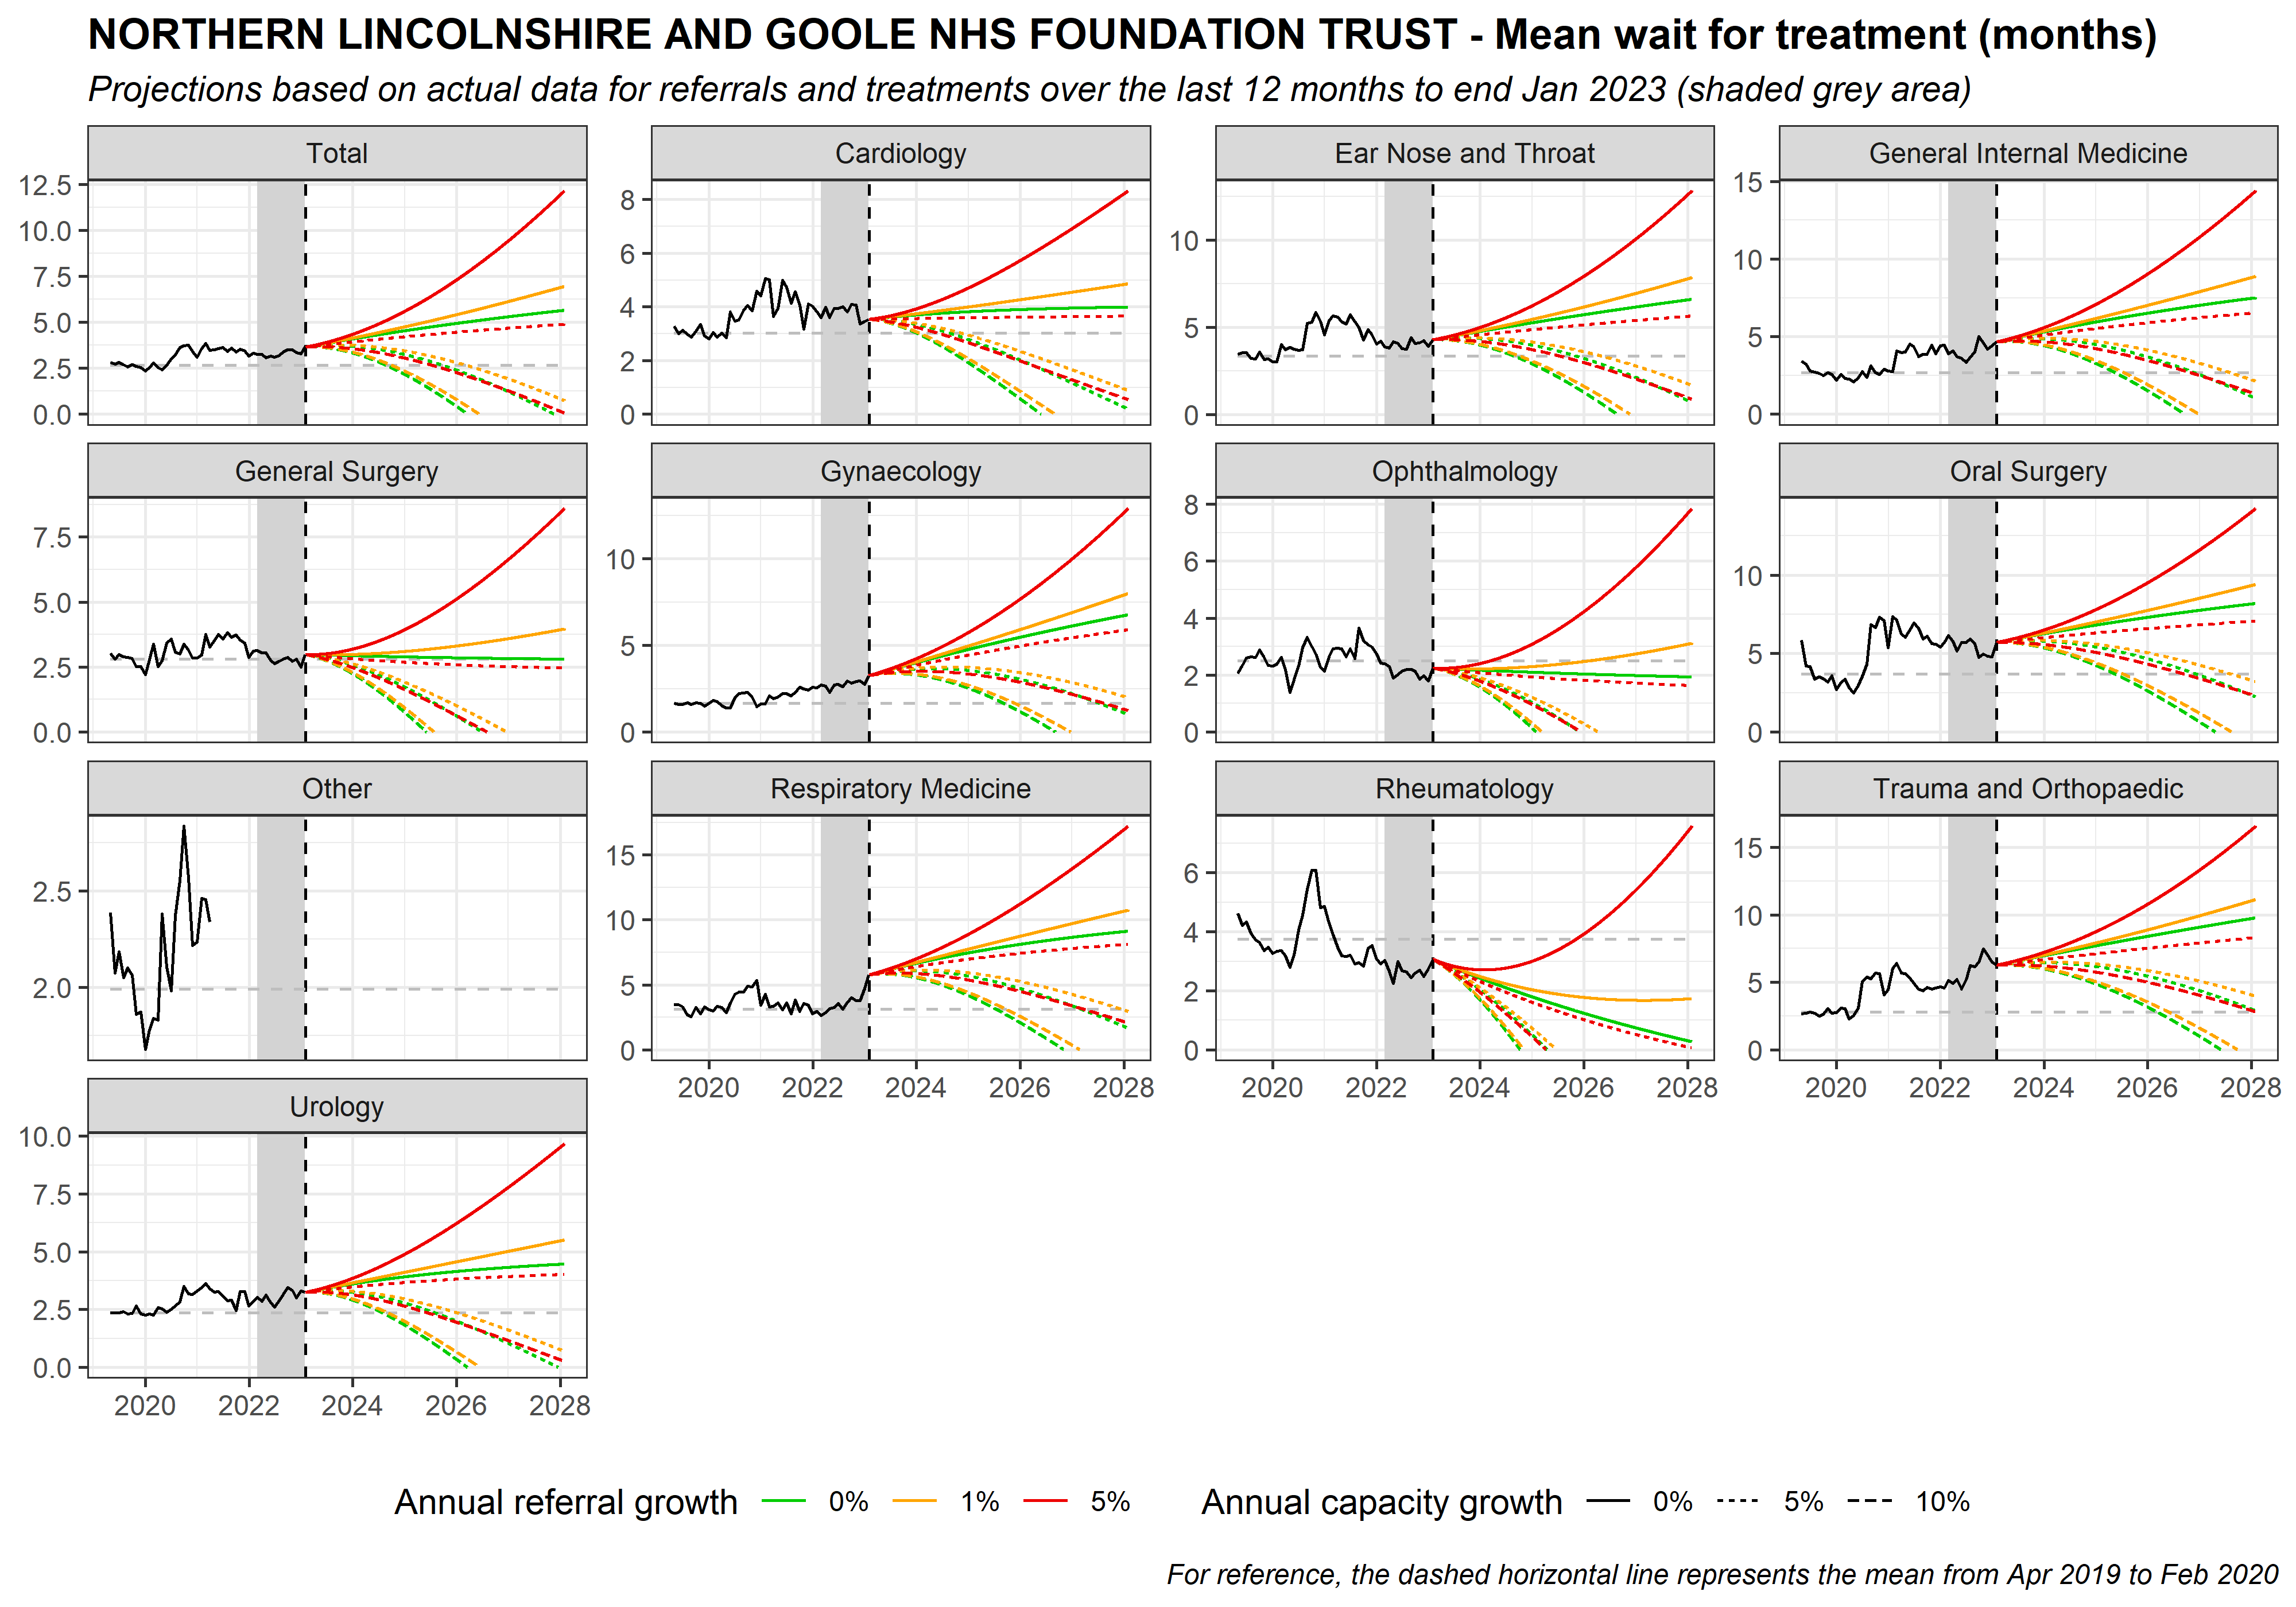 NORTHERN LINCOLNSHIRE AND GOOLE NHS FOUNDATION TRUST - Mean wait for treatment (months)
Projections based on actual data for referrals and treatments over the last 12 months to end Jan 2023 (shaded grey area)
Total
12.5
10.0
7.5
5.0
2.5
0.0
Cardiology
8
6
4
2
0
Ear Nose and Throat
10
5
0
General Internal Medicine
15
10
5
0
General Surgery
7.5
5.0
2.5
0.0
Gynaecology
10
5
0
Ophthalmology
8
6
4
2
0
Oral Surgery
10
5
0
Other
2.5
2.0
Respiratory Medicine
15
10
5
0
2020 2022 2024 2026 2028
Rheumatology
6
4
2
0
2020 2022 2024 2026 2028
Trauma and Orthopaedic
15
10
5
0
2020 2022 2024 2026 2028
Urology
10.0
7.5
5.0
2.5
0.0
2020 2022 2024 2026 2028
Annual referral growth 0% 1% 5% Annual capacity growth 0% 5% 10%
For reference, the dashed horizontal line represents the mean from Apr 2019 to Feb 2020